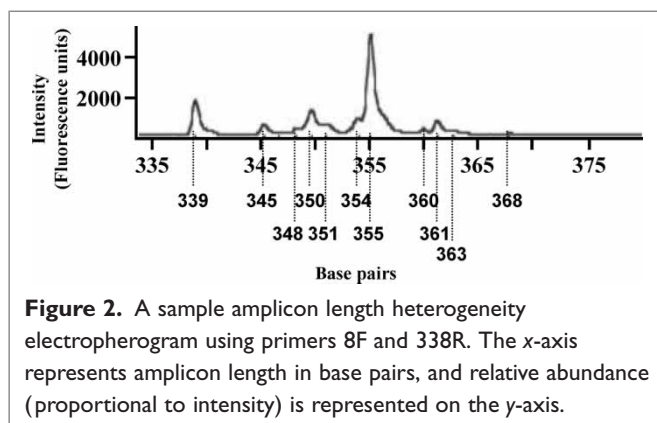 4000
2000
Intensity
(Fluorescence units)
335 345 355 365 375
339 345 350 354 360 368
348 351 355 361
363
Base pairs
Figure 2. A sample amplicon length heterogeneity
electropherogram using primers 8F and 338R. The x-axis
represents amplicon length in base pairs, and relative abundance
(proportional to intensity) is represented on the y-axis.